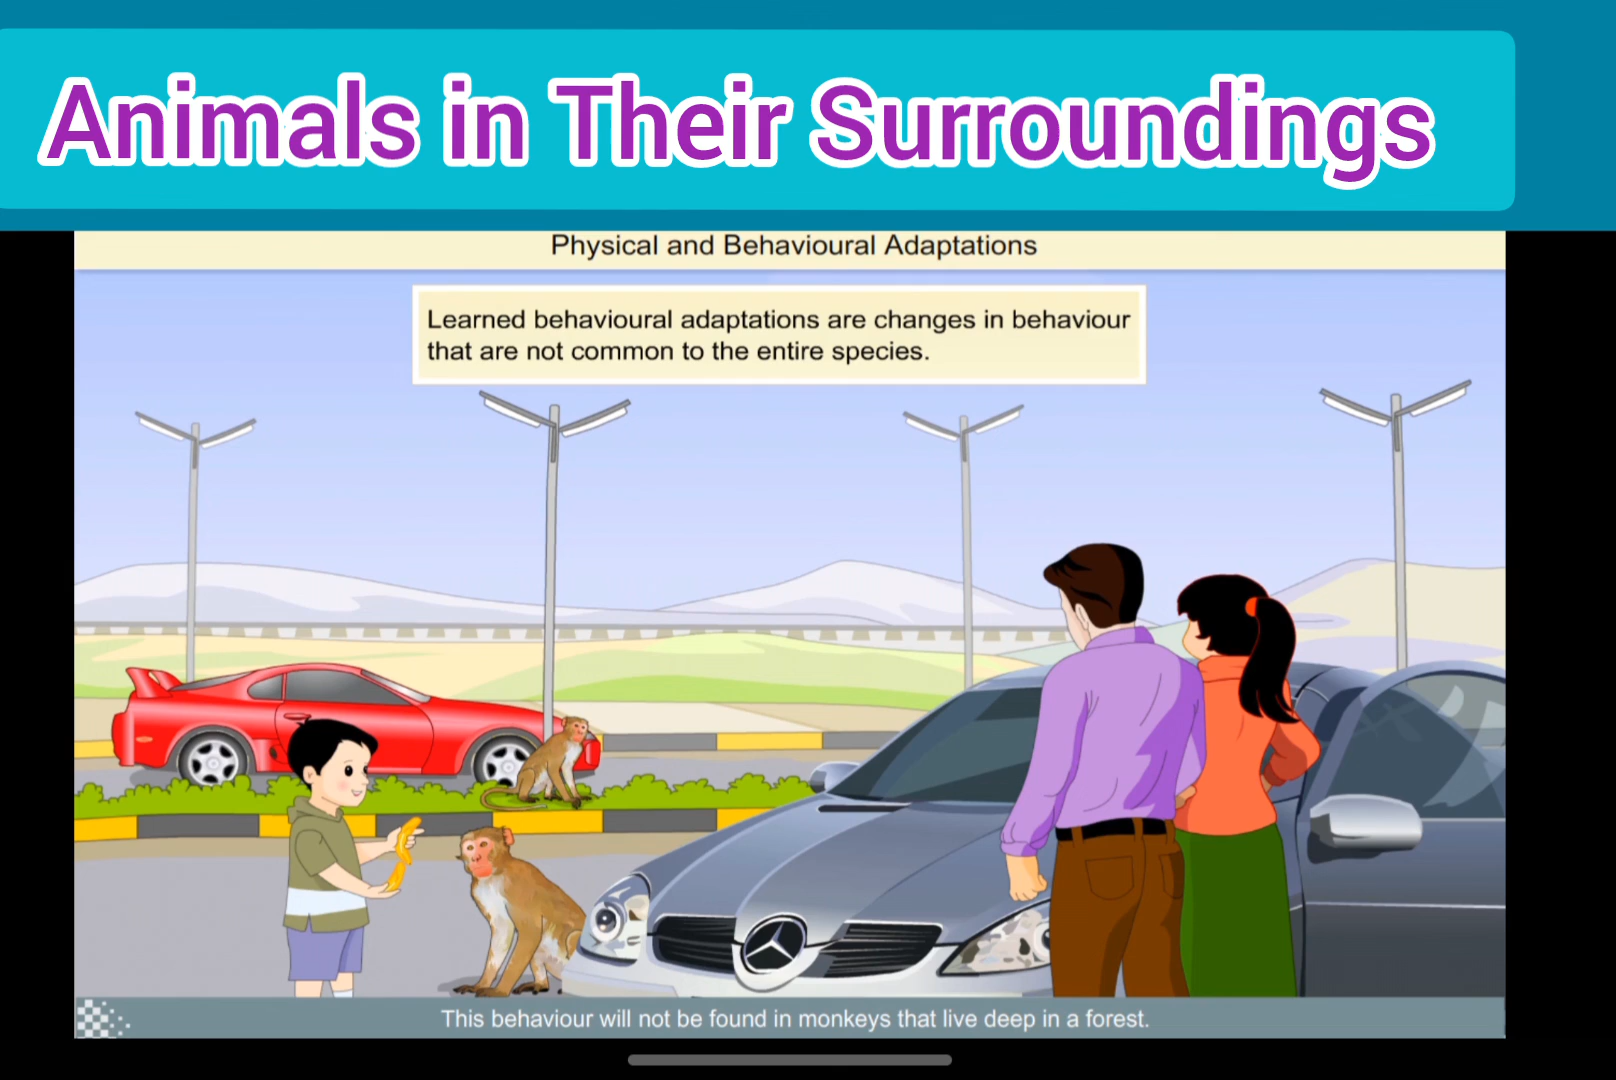 Animals in Their Surroundings
Physical and Behavioural Adaptations
Learned behavioural adaptations are changes in behaviour
that are not common to the entire species.
This behaviour will not be found in monkeys that live deep in a forest.